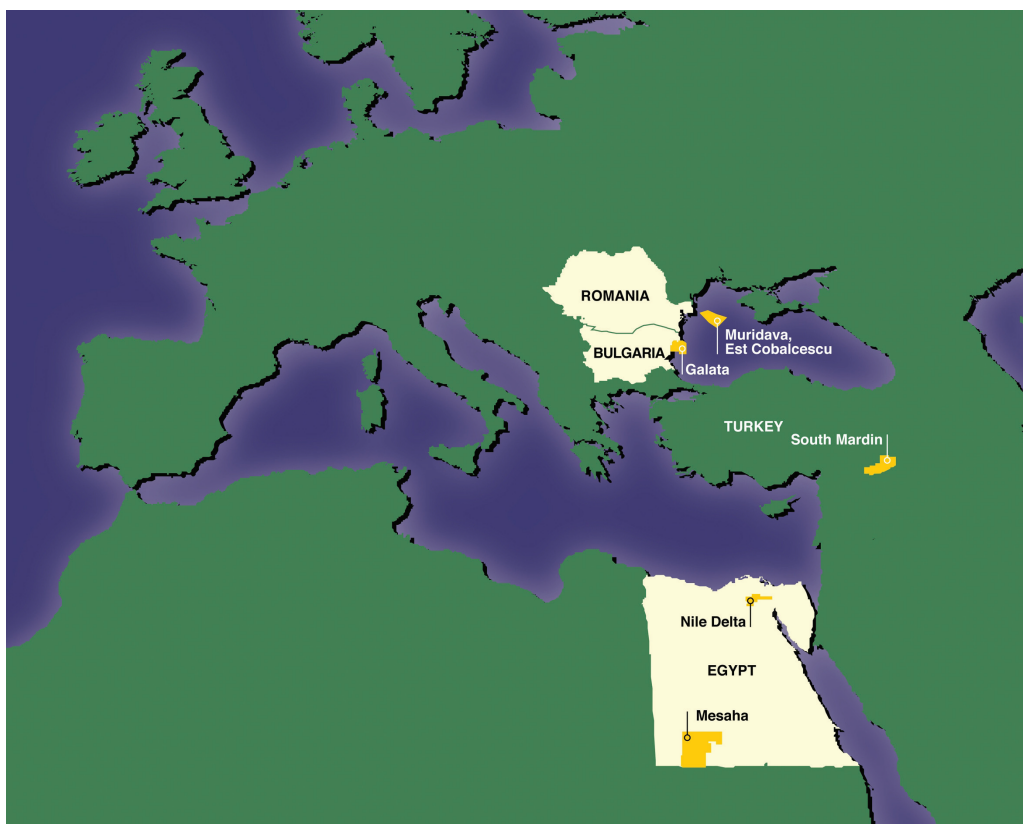 ROMANIA
Muridava,
Est Cobalcescu
BULGARIA
Galata
TURKEY
South Mardin
Nile Delta
EGYPT
Mesaha